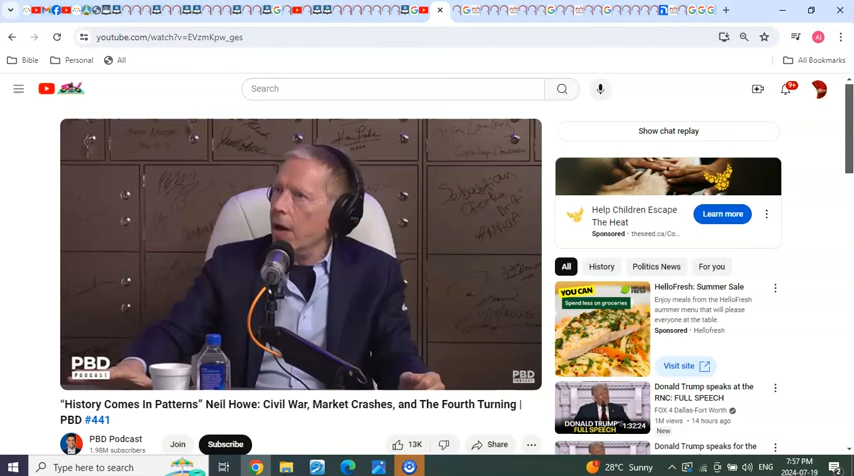 youtube.com/watch?v=EVzmKpw_ges
Bible
Personal
All
All Bookmarks
Search
9+
Show chat replay
Help Children Escape
The Heat
Sponsored · theseed.ca/Co...
Learn more
All
History
Politics News
For you
YOU CAN
Spend less on groceries
HelloFresh: Summer Sale
Enjoy meals from the HelloFresh
summer menu that will please
everyone at the table.
Sponsored · Hellofresh
Visit site
PBD
PODCAST
PBD
PODCAST
“History Comes In Patterns” Neil Howe: Civil War, Market Crashes, and The Fourth Turning |
PBD #441
PBD Podcast
1.98M subscribers
Join
Subscribe
13K
Share
DONALD TRUMP
FULL SPEECH
1:32:24
Donald Trump speaks at the
RNC: FULL SPEECH
FOX 4 Dallas-Fort Worth
1M views · 14 hours ago
New
Donald Trump speaks for the
Type here to search
28°C Sunny
7:57 PM
2024-07-19
2